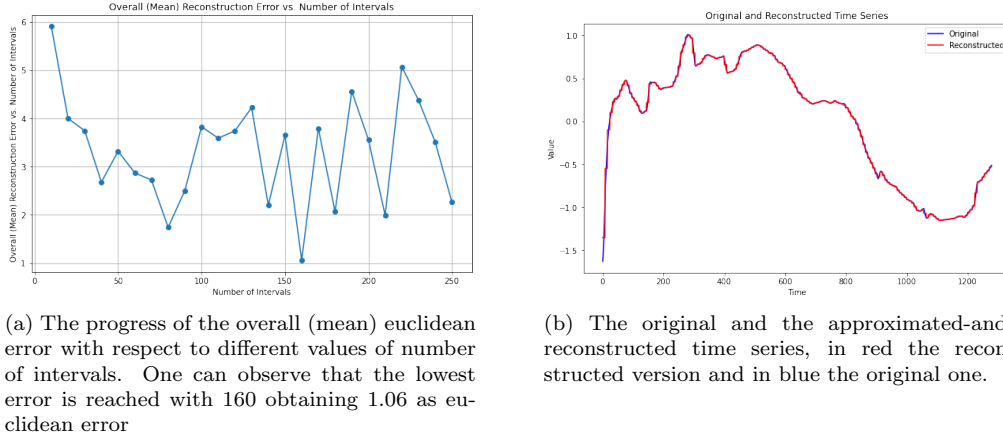 Overall (Mean) Reconstruction Error vs. Number of Intervals
Overall (Mean) Reconstruction Error vs. Number of Intervals
6
5
4
3
2
1
0
50
100
150
200
250
Number of Intervals
(a) The progress of the overall (mean) euclidean
error with respect to different values of number
of intervals. One can observe that the lowest
error is reached with 160 obtaining 1.06 as eu-
clidean error
Original and Reconstructed Time Series
Original
Reconstructed
Value
1.0
0.5
0.0
−0.5
−1.0
−1.5
0
200
400
600
800
1000
1200
Time
(b) The original and the approximated-and
reconstructed time series, in red the recon
structed version and in blue the original one.